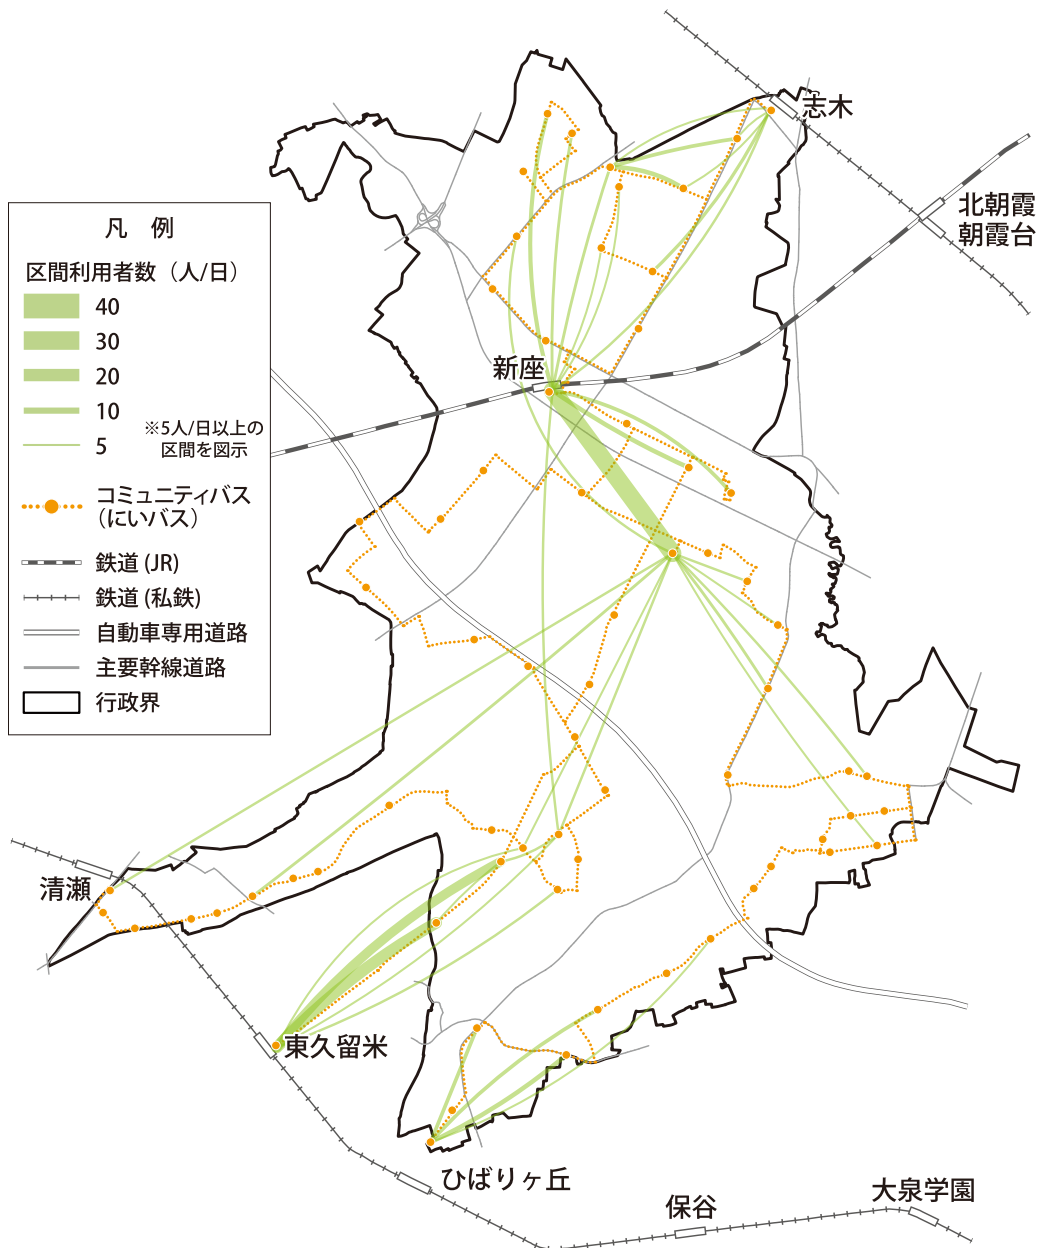 志木
北朝霞
朝霞台
凡 例
区間利用者数（人/日）
40
30
20
10
5
※5人/日以上の
区間を図示
コミュニティバス
（にいバス）
鉄道 (JR)
鉄道 (私鉄)
自動車専用道路
主要幹線道路
行政界
新座
清瀬
東久留米
ひばりヶ丘
保谷
大泉学園